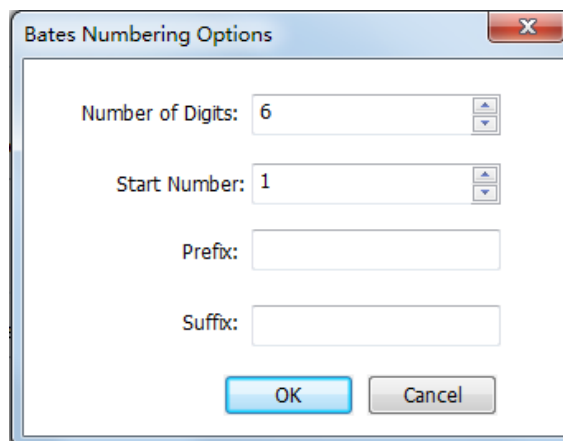 Bates Numbering Options
Number of Digits: 6
Start Number: 1
Prefix:
Suffix:
OK Cancel